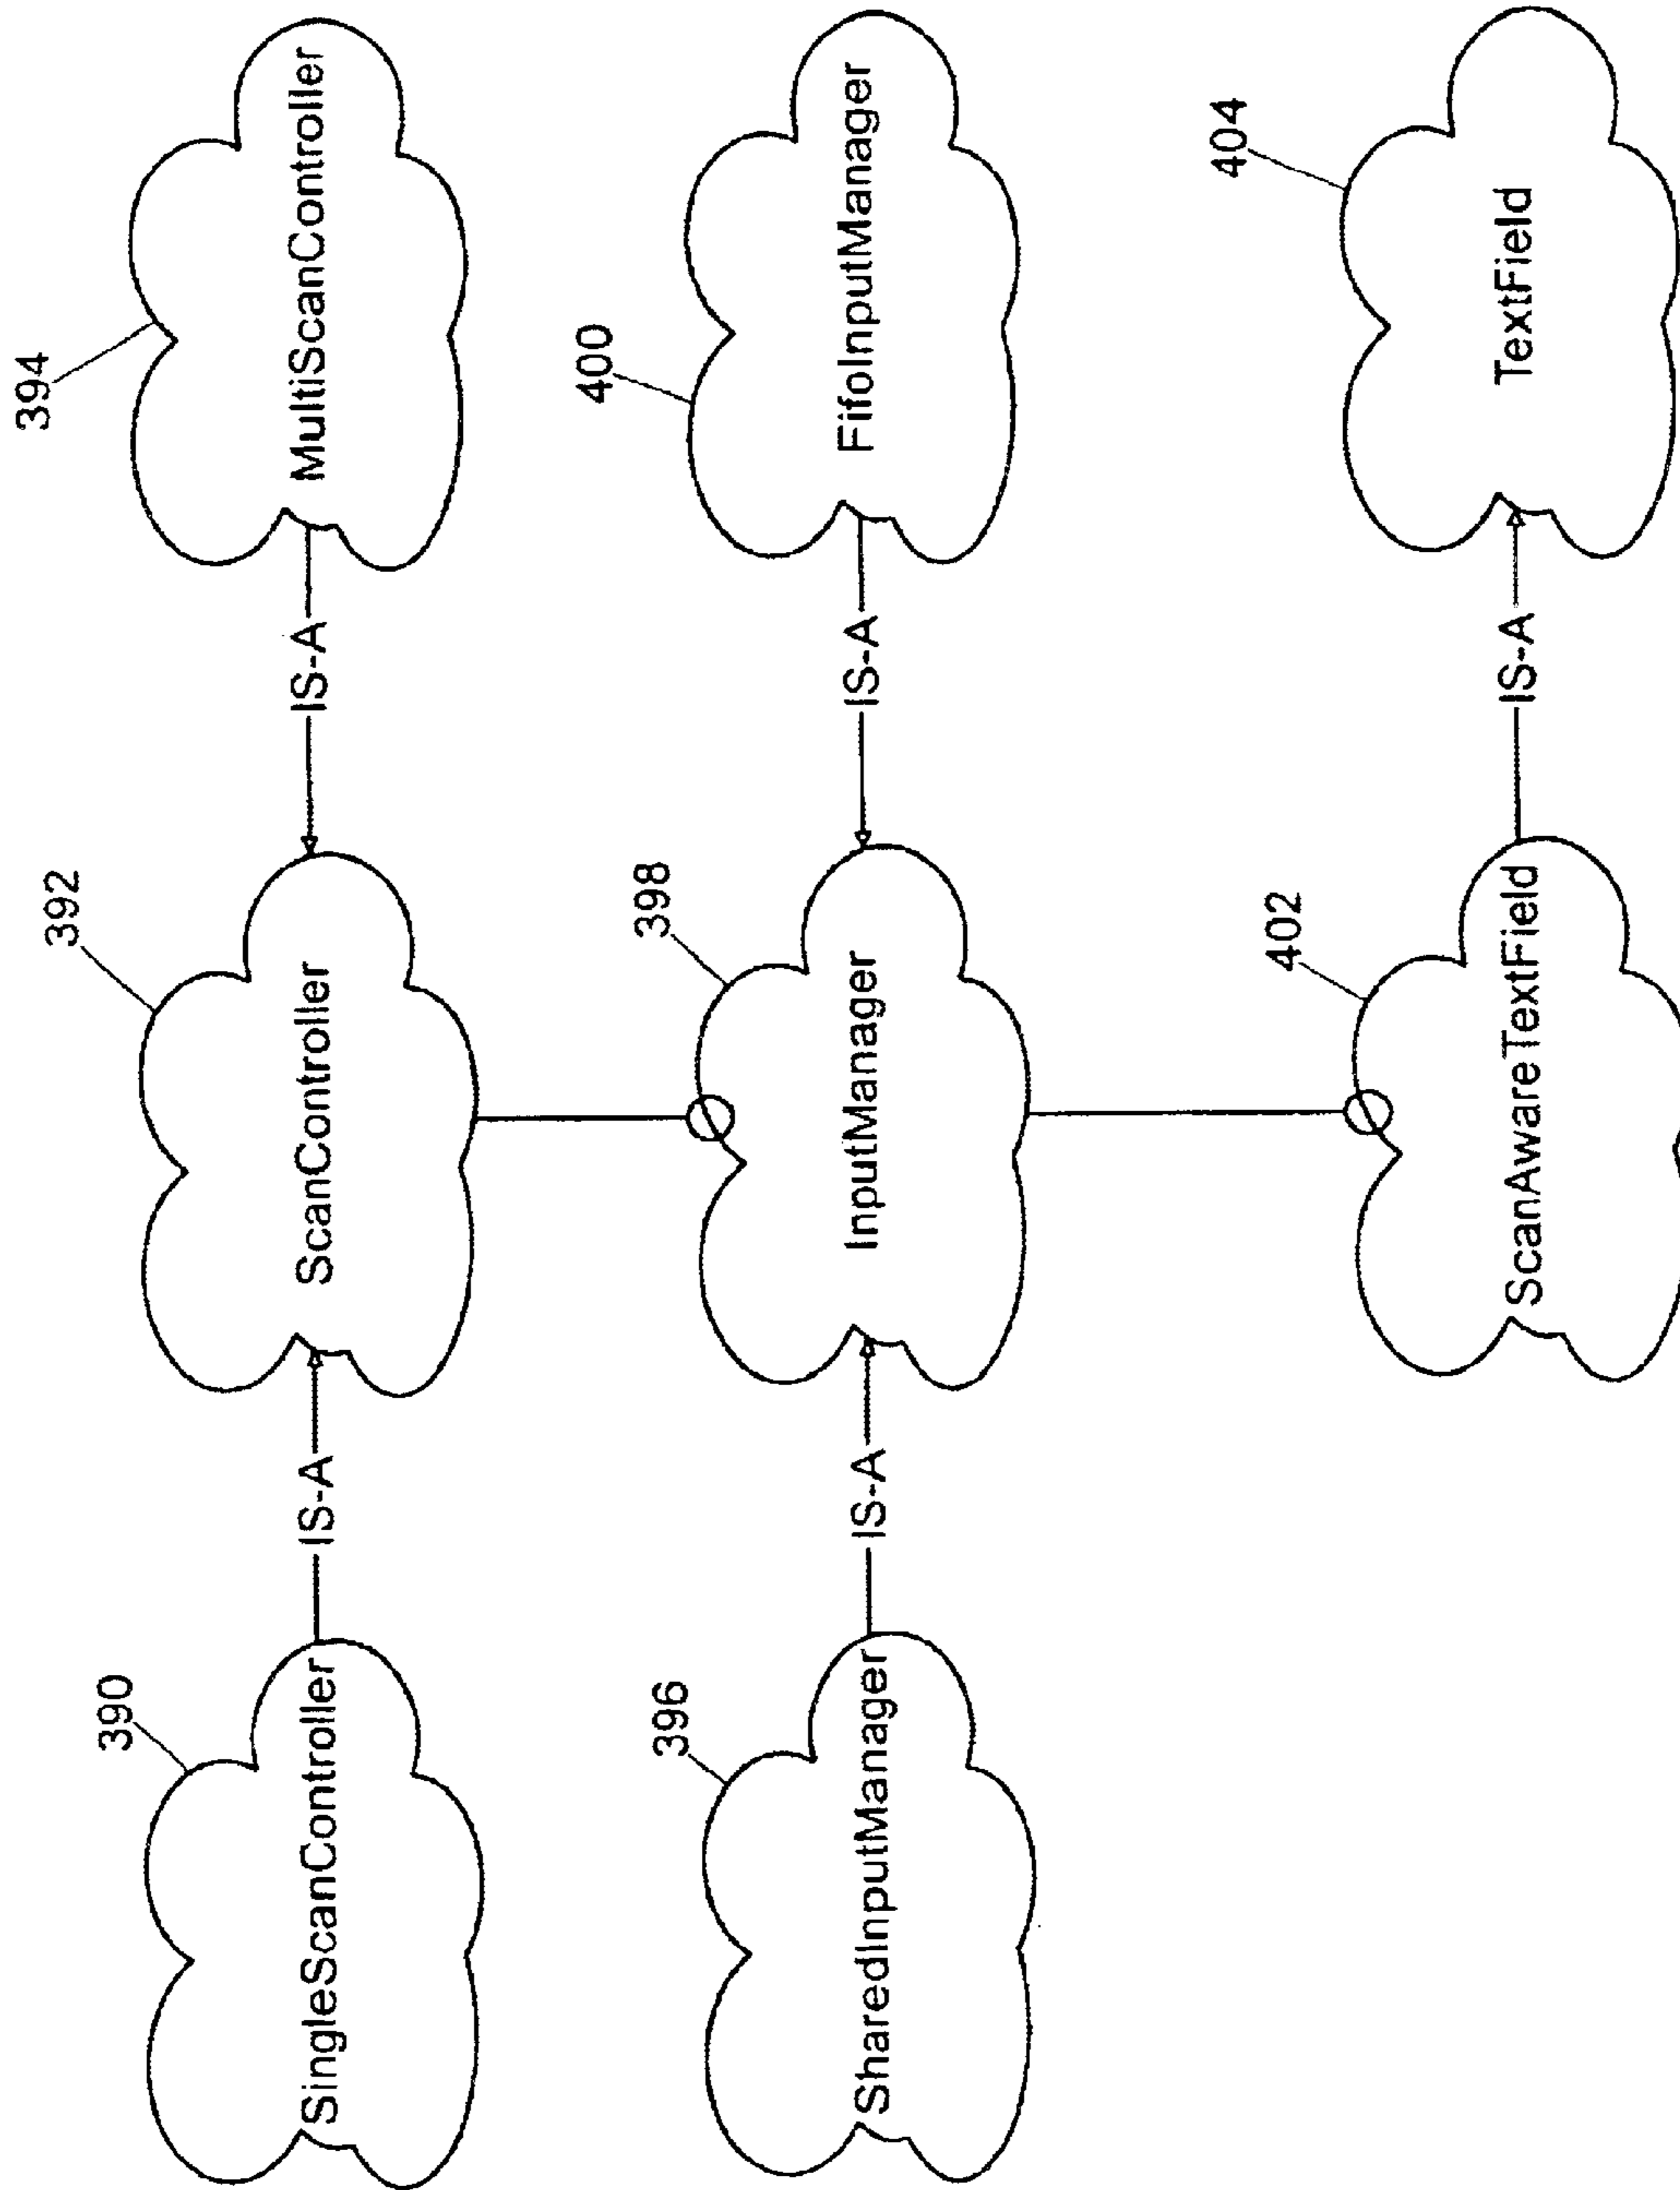 390
SingleScanController
IS-A
392
ScanController
IS-A
394
MultiScanController
396
SharedInputManager
IS-A
398
InputManager
IS-A
400
FifoInputManager
402
ScanAwareTextField
IS-A
404
TextField